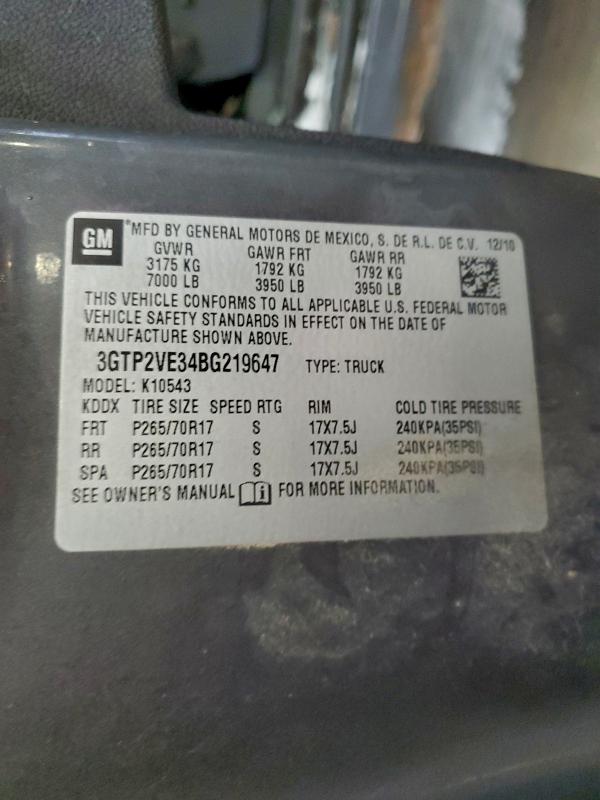 GM *MFD BY GENERAL MOTORS DE MEXICO, S. DE R.L. DE C.V. 12/10
GVWR GAWR FRT GAWR RR
3175 KG 1792 KG 1792 KG
7000 LB 3950 LB 3950 LB
THIS VEHICLE CONFORMS TO ALL APPLICABLE U.S. FEDERAL MOTOR
VEHICLE SAFETY STANDARDS IN EFFECT ON THE DATE OF
MANUFACTURE SHOWN ABOVE.
3GTP2VE34BG219647 TYPE: TRUCK
MODEL: K10543
KDDX TIRE SIZE SPEED RTG RIM COLD TIRE PRESSURE
FRT P265/70R17 S 17X7.5J 240KPA(35PSI)
RR P265/70R17 S 17X7.5J 240KPA(35PSI)
SPA P265/70R17 S 17X7.5J 240KPA(35PSI)
SEE OWNER'S MANUAL FOR MORE INFORMATION.